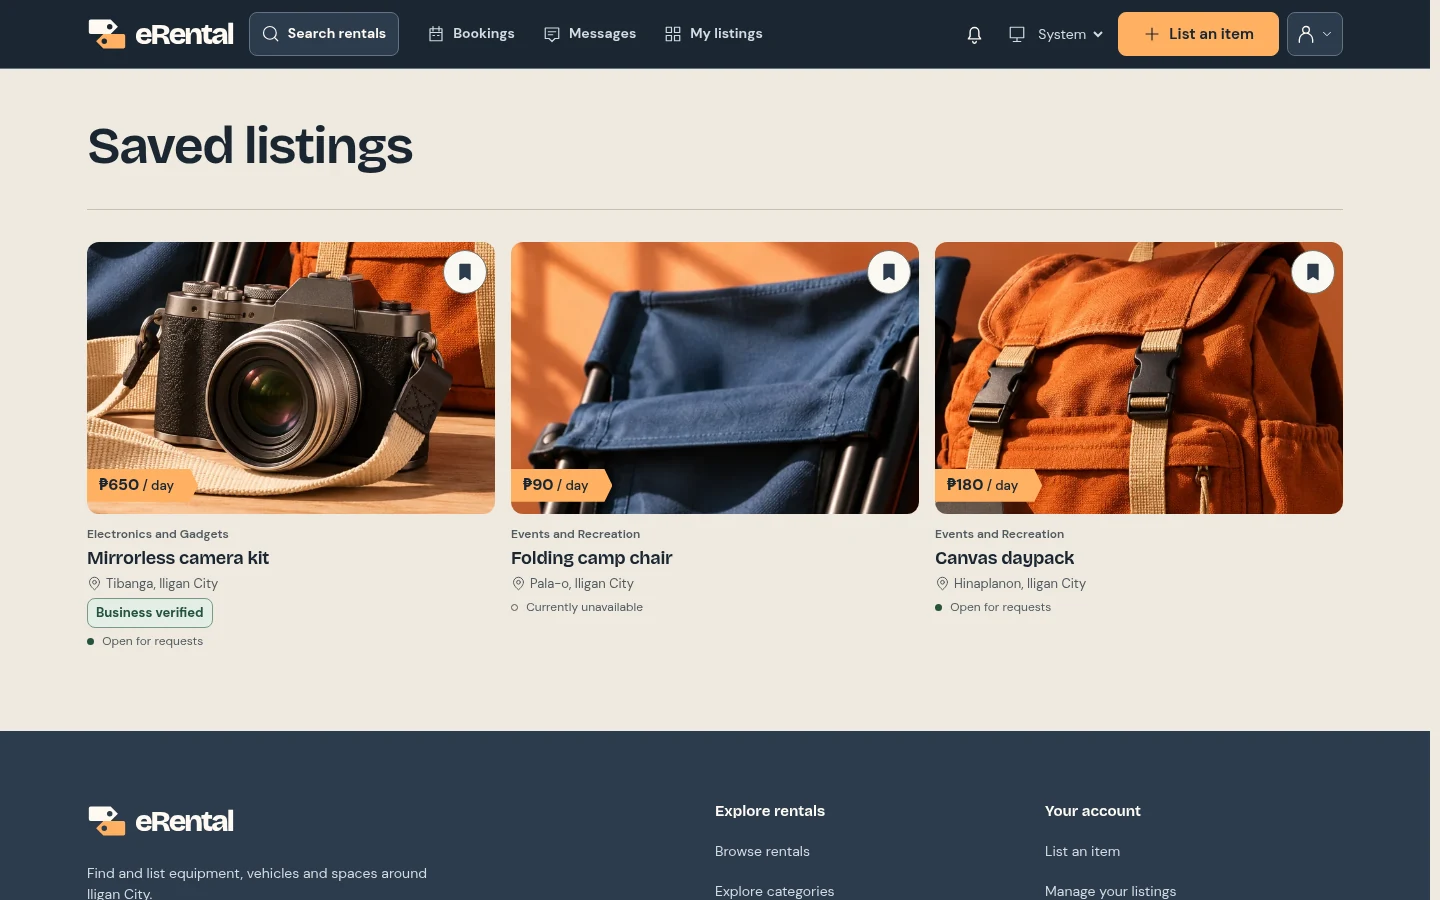 eRental
Search rentals
Bookings
Messages
My listings
System
List an item
Saved listings
₱650 / day
₱90 / day
₱180 / day
Electronics and Gadgets
Mirrorless camera kit
Tibanga, Iligan City
Business verified
Open for requests
Events and Recreation
Folding camp chair
Pala-o, Iligan City
Currently unavailable
Events and Recreation
Canvas daypack
Hinaplanon, Iligan City
Open for requests
eRental
Find and list equipment, vehicles and spaces around
Iligan City.
Explore rentals
Browse rentals
Explore categories
Your account
List an item
Manage your listings